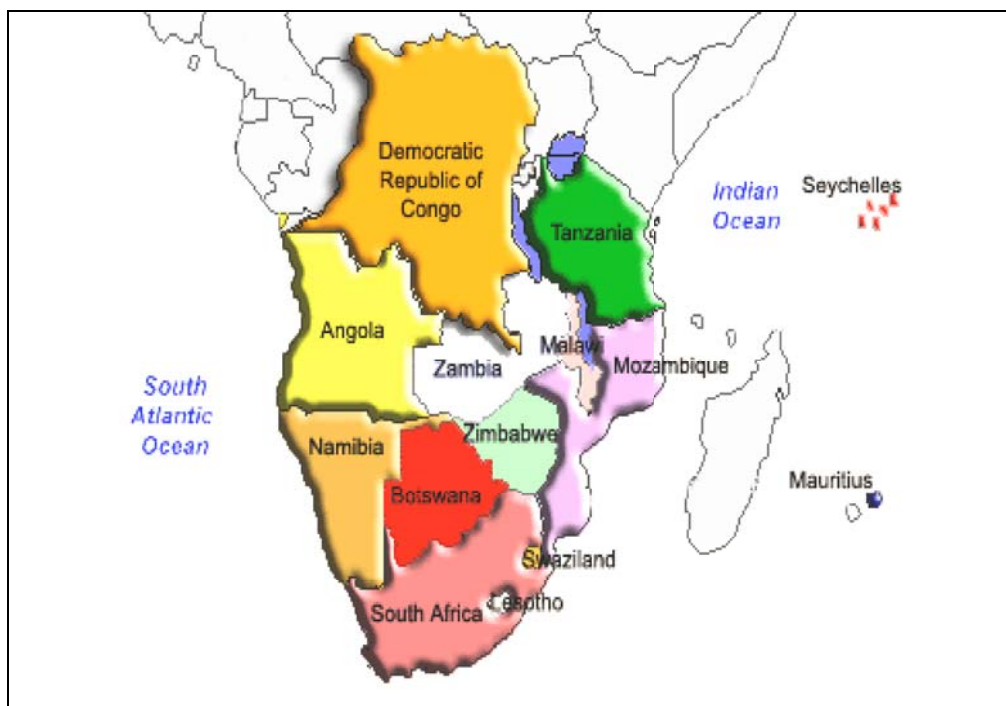 Democratic
Republic of
Congo
Indian
Ocean
Seychelles
Tanzania
Angola
Zambia
Malawi
Mozambique
South
Atlantic
Ocean
Namibia
Zimbabwe
Botswana
Mauritius
Swaziland
South Africa
Lesotho